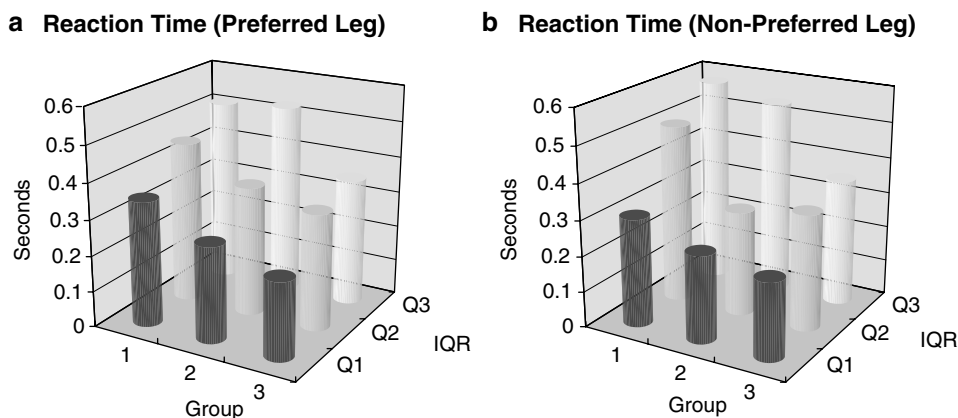 a Reaction Time (Preferred Leg)
0.6
0.5
0.4
0.3
0.2
0.1
0
Seconds
1
2
3
Group
Q1
Q2
Q3
IQR
b Reaction Time (Non-Preferred Leg)
0.6
0.5
0.4
0.3
0.2
0.1
0
Seconds
1
2
3
Group
Q1
Q2
Q3
IQR